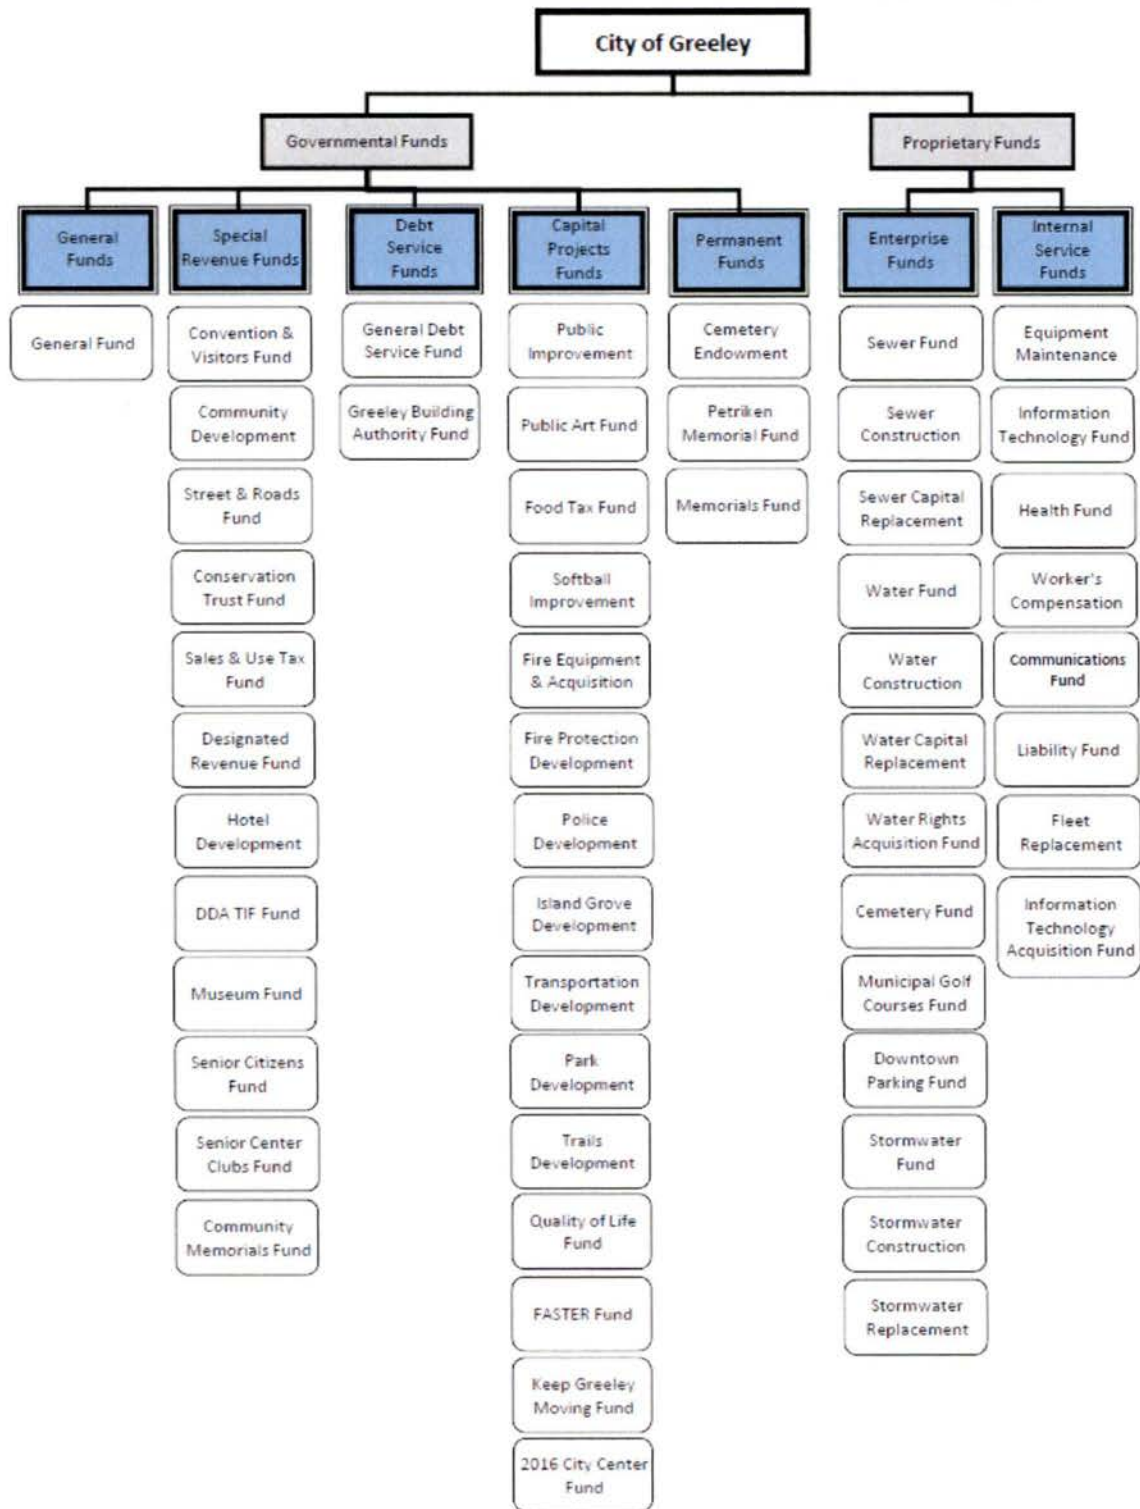 City of Greeley
Governmental Funds
Proprietary Funds
General
Funds
Special
Revenue Funds
Debt
Service
Funds
Capital
Projects
Funds
Permanent
Funds
Enterprise
Funds
Internal
Service
Funds
General Fund
Convention &
Visitors Fund
Community
Development
Street & Roads
Fund
Conservation
Trust Fund
Sales & Use Tax
Fund
Designated
Revenue Fund
Hotel
Development
DDA TIF Fund
Museum Fund
Senior Citizens
Fund
Senior Center
Clubs Fund
Community
Memorials Fund
General Debt
Service Fund
Greeley Building
Authority Fund
Public
Improvement
Public Art Fund
Food Tax Fund
Softball
Improvement
Fire Equipment
& Acquisition
Fire Protection
Development
Police
Development
Island Grove
Development
Transportation
Development
Park
Development
Trails
Development
Quality of Life
Fund
FASTER Fund
Keep Greeley
Moving Fund
2016 City Center
Fund
Cemetery
Endowment
Petriken
Memorial Fund
Memorials Fund
Sewer Fund
Sewer
Construction
Sewer Capital
Replacement
Water Fund
Water
Construction
Water Capital
Replacement
Water Rights
Acquisition Fund
Cemetery Fund
Municipal Golf
Courses Fund
Downtown
Parking Fund
Stormwater
Fund
Stormwater
Construction
Stormwater
Replacement
Equipment
Maintenance
Information
Technology Fund
Health Fund
Worker's
Compensation
Communications
Fund
Liability Fund
Fleet
Replacement
Information
Technology
Acquisition Fund